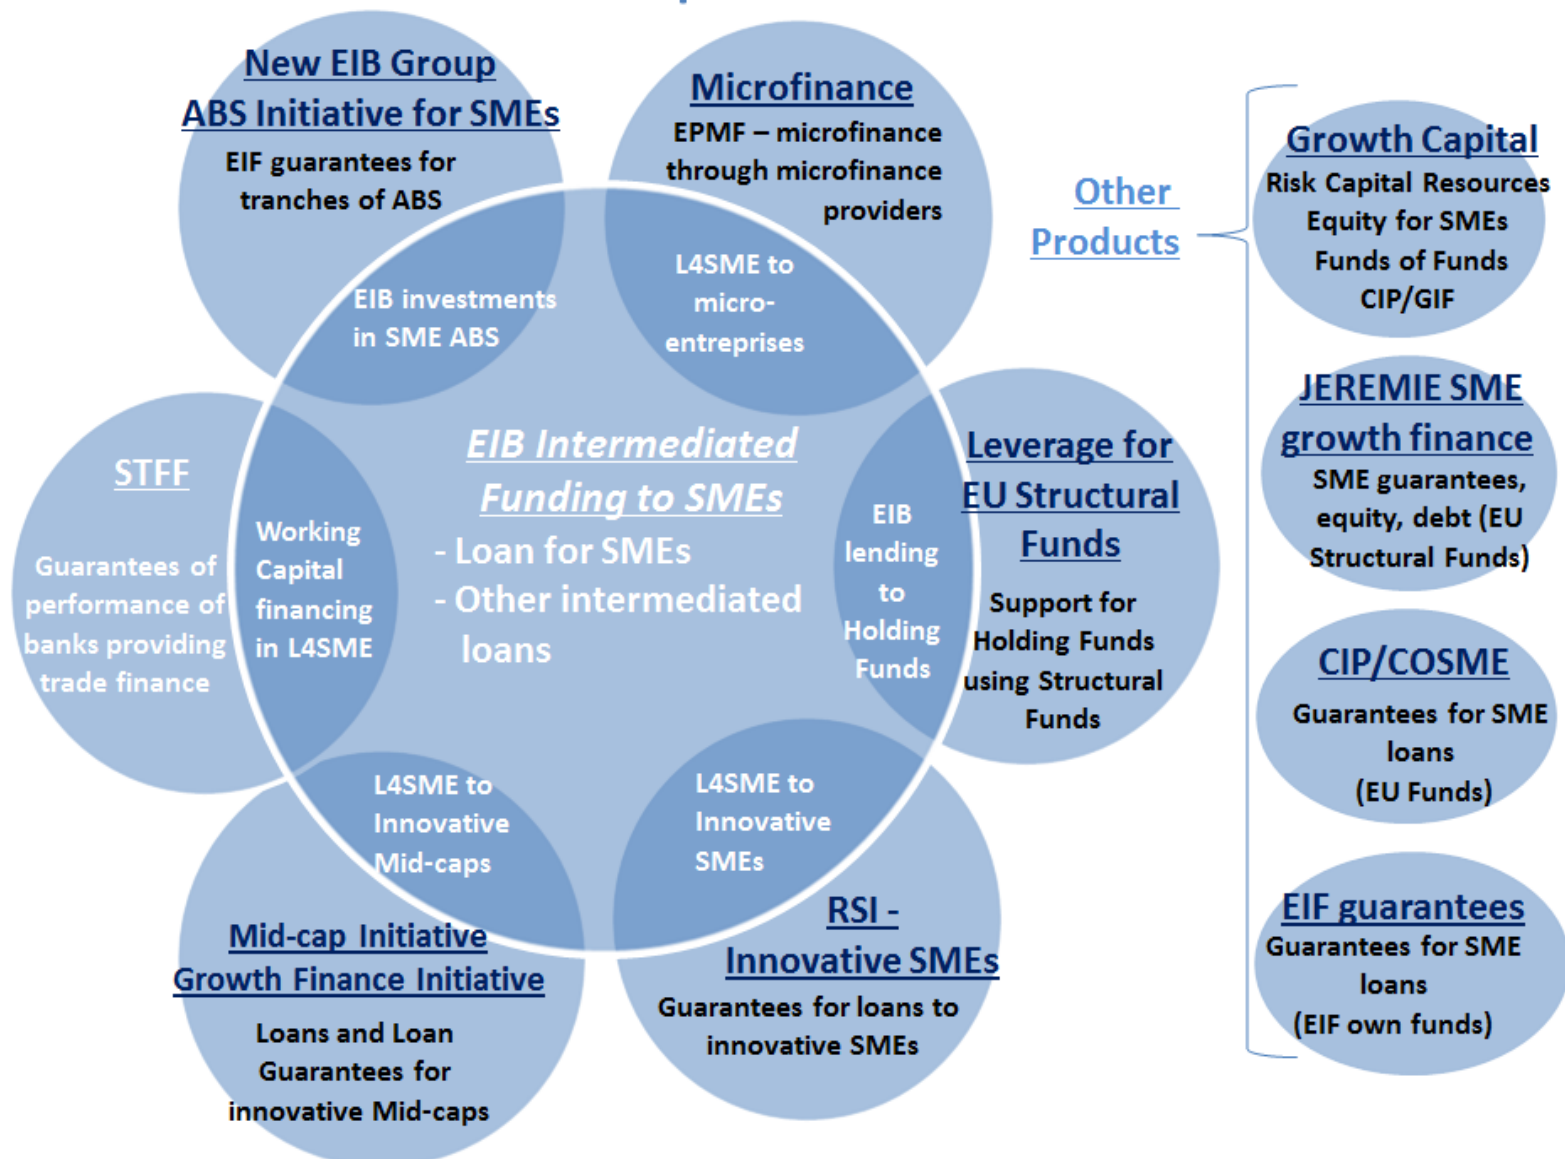 New EIB Group
ABS Initiative for SMEs
EIF guarantees for
tranches of ABS
EIB investments
in SME ABS
Microfinance
EPMF – microfinance
through microfinance
providers
L4SME to
micro-
entreprises
Other
Products
Growth Capital
Risk Capital Resources
Equity for SMEs
Funds of Funds
CIP/GIF
JEREMIE SME
growth finance
SME guarantees,
equity, debt (EU
Structural Funds)
CIP/COSME
Guarantees for SME
loans
(EU Funds)
EIF guarantees
Guarantees for SME
loans
(EIF own funds)
STFF
Guarantees of
performance of
banks providing
trade finance
Working
Capital
financing
in L4SME
EIB Intermediated
Funding to SMEs
- Loan for SMEs
- Other intermediated
loans
EIB
lending
to
Holding
Funds
Leverage for
EU Structural
Funds
Support for
Holding Funds
using Structural
Funds
L4SME to
Innovative
Mid-caps
Mid-cap Initiative
Growth Finance Initiative
Loans and Loan
Guarantees for
innovative Mid-caps
L4SME to
Innovative
SMEs
RSI -
Innovative SMEs
Guarantees for loans to
innovative SMEs